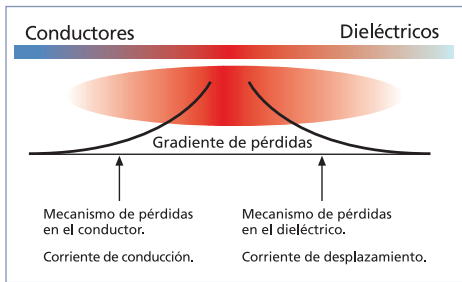 Conductores
Dieléctricos
Gradiente de pérdidas
Mecanismo de pérdidas
en el conductor.
Corriente de conducción.
Mecanismo de pérdidas
en el dieléctrico.
Corriente de desplazamiento.